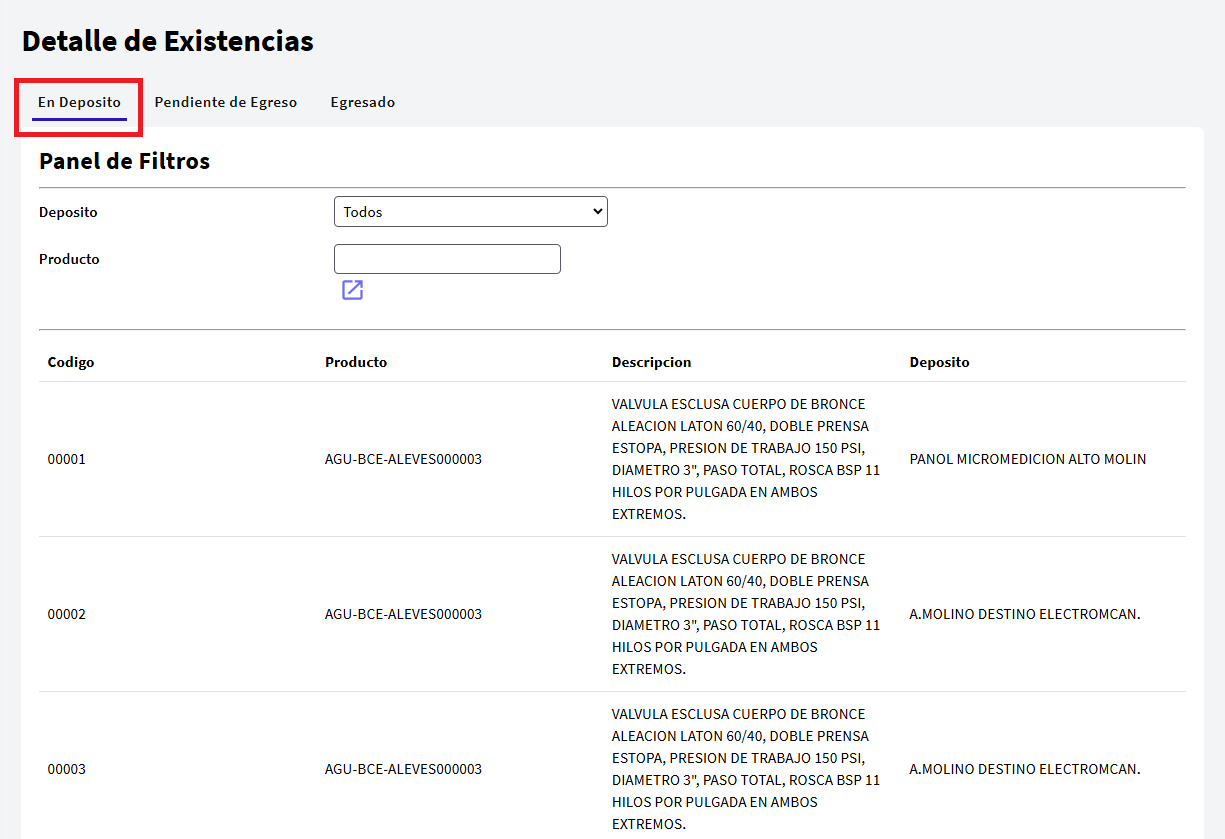 Detalle de Existencias
En Deposito Pendiente de Egreso Egresado
Panel de Filtros
Deposito Todos
Producto
Codigo Producto Descripcion Deposito
VALVULA ESCLUSA CUERPO DE BRONCE
ALEACION LATON 60/40, DOBLE PRENSA
ESTOPA, PRESION DE TRABAJO 150 PSI,
00001 AGU-BCE-ALEVES000003 PANOL MICROMEDICION ALTO MOLIN
DIAMETRO 3", PASO TOTAL, ROSCA BSP 11
HILOS POR PULGADA EN AMBOS
EXTREMOS.
VALVULA ESCLUSA CUERPO DE BRONCE
ALEACION LATON 60/40, DOBLE PRENSA
ESTOPA, PRESION DE TRABAJO 150 PSI,
00002 AGU-BCE-ALEVES000003 A.MOLINO DESTINO ELECTROMCAN.
DIAMETRO 3", PASO TOTAL, ROSCA BSP 11
HILOS POR PULGADA EN AMBOS
EXTREMOS.
VALVULA ESCLUSA CUERPO DE BRONCE
ALEACION LATON 60/40, DOBLE PRENSA
ESTOPA, PRESION DE TRABAJO 150 PSI,
00003 AGU-BCE-ALEVES000003 A.MOLINO DESTINO ELECTROMCAN.
DIAMETRO 3", PASO TOTAL, ROSCA BSP 11
HILOS POR PULGADA EN AMBOS
EXTREMOS.